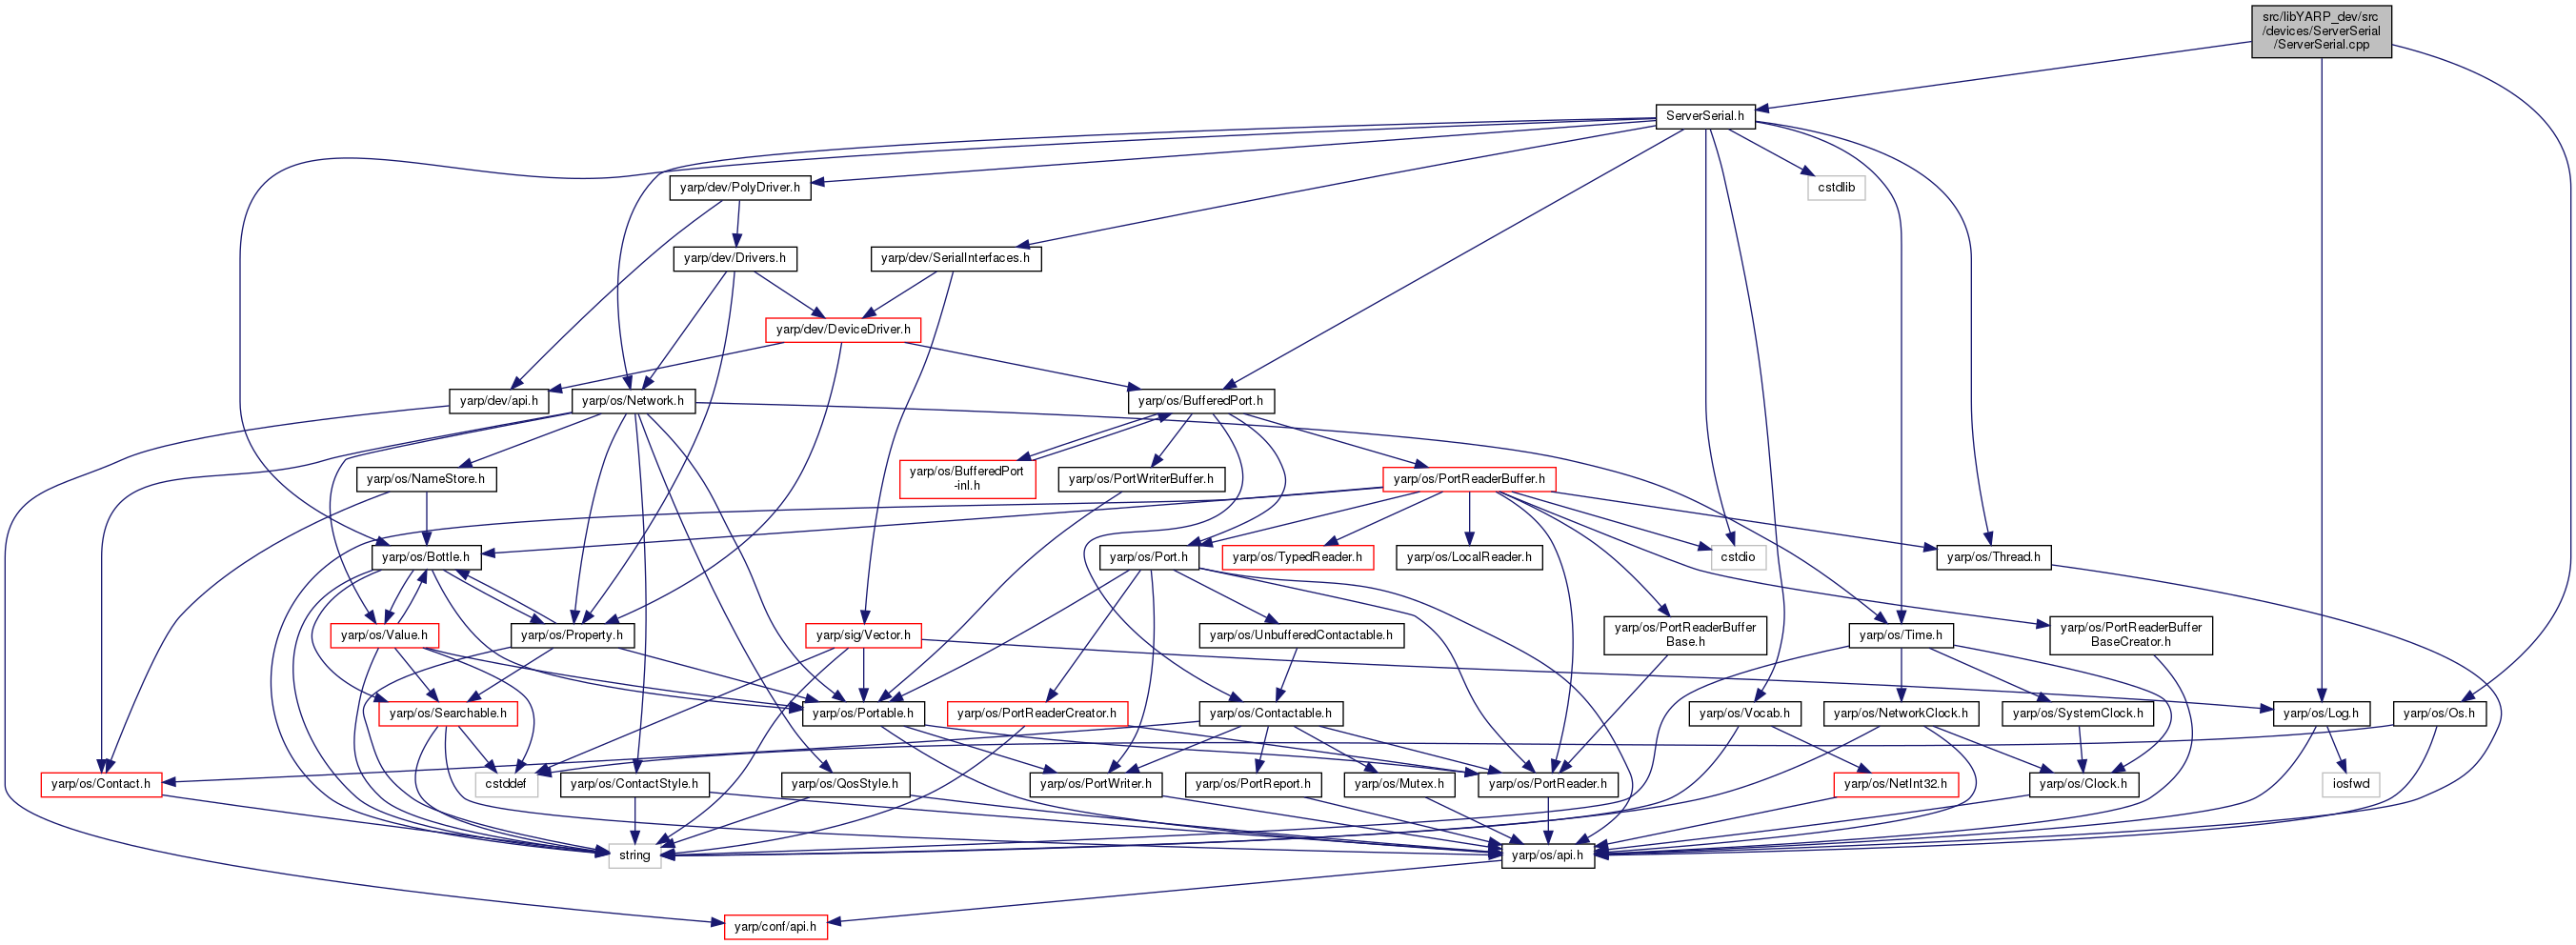 src/libYARP_dev/src
/devices/ServerSerial
/ServerSerial.cpp
ServerSerial.h
yarp/dev/PolyDriver.h
cstdlib
yarp/dev/Drivers.h
yarp/dev/SerialInterfaces.h
yarp/dev/DeviceDriver.h
yarp/dev/api.h
yarp/os/Network.h
yarp/os/BufferedPort.h
yarp/os/NameStore.h
yarp/os/BufferedPort
-inl.h
yarp/os/PortWriterBuffer.h
yarp/os/PortReaderBuffer.h
yarp/os/Bottle.h
yarp/os/Port.h
yarp/os/TypedReader.h
yarp/os/LocalReader.h
cstdio
yarp/os/Thread.h
yarp/os/Value.h
yarp/os/Property.h
yarp/sig/Vector.h
yarp/os/UnbufferedContactable.h
yarp/os/PortReaderBuffer
Base.h
yarp/os/Time.h
yarp/os/PortReaderBuffer
BaseCreator.h
yarp/os/Searchable.h
yarp/os/Portable.h
yarp/os/PortReaderCreator.h
yarp/os/Contactable.h
yarp/os/Vocab.h
yarp/os/NetworkClock.h
yarp/os/SystemClock.h
yarp/os/Log.h
yarp/os/Os.h
yarp/os/Contact.h
cstddef
yarp/os/ContactStyle.h
yarp/os/QosStyle.h
yarp/os/PortWriter.h
yarp/os/PortReport.h
yarp/os/Mutex.h
yarp/os/PortReader.h
yarp/os/NetInt32.h
yarp/os/Clock.h
iosfwd
string
yarp/os/api.h
yarp/conf/api.h